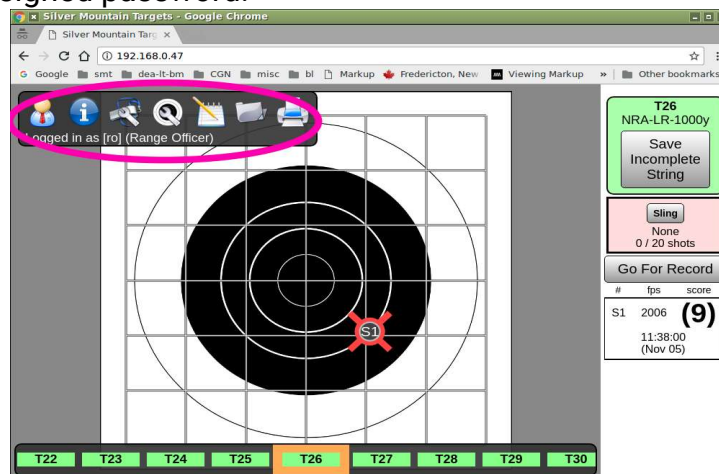 signed password.
Silver Mountain Targets - Google Chrome
Silver Mountain Targ ×
192.168.0.47
Google smt dea-lt-bm CGN misc bl Markup Fredericton, New Viewing Markup » Other bookmarks
Logged in as [ro] (Range Officer)
S1
T26
NRA-LR-1000y
Save
Incomplete
String
Sling
None
0 / 20 shots
Go For Record
# fps score
S1 2006 (9)
11:38:00
(Nov 05)
T22 T23 T24 T25 T26 T27 T28 T29 T30